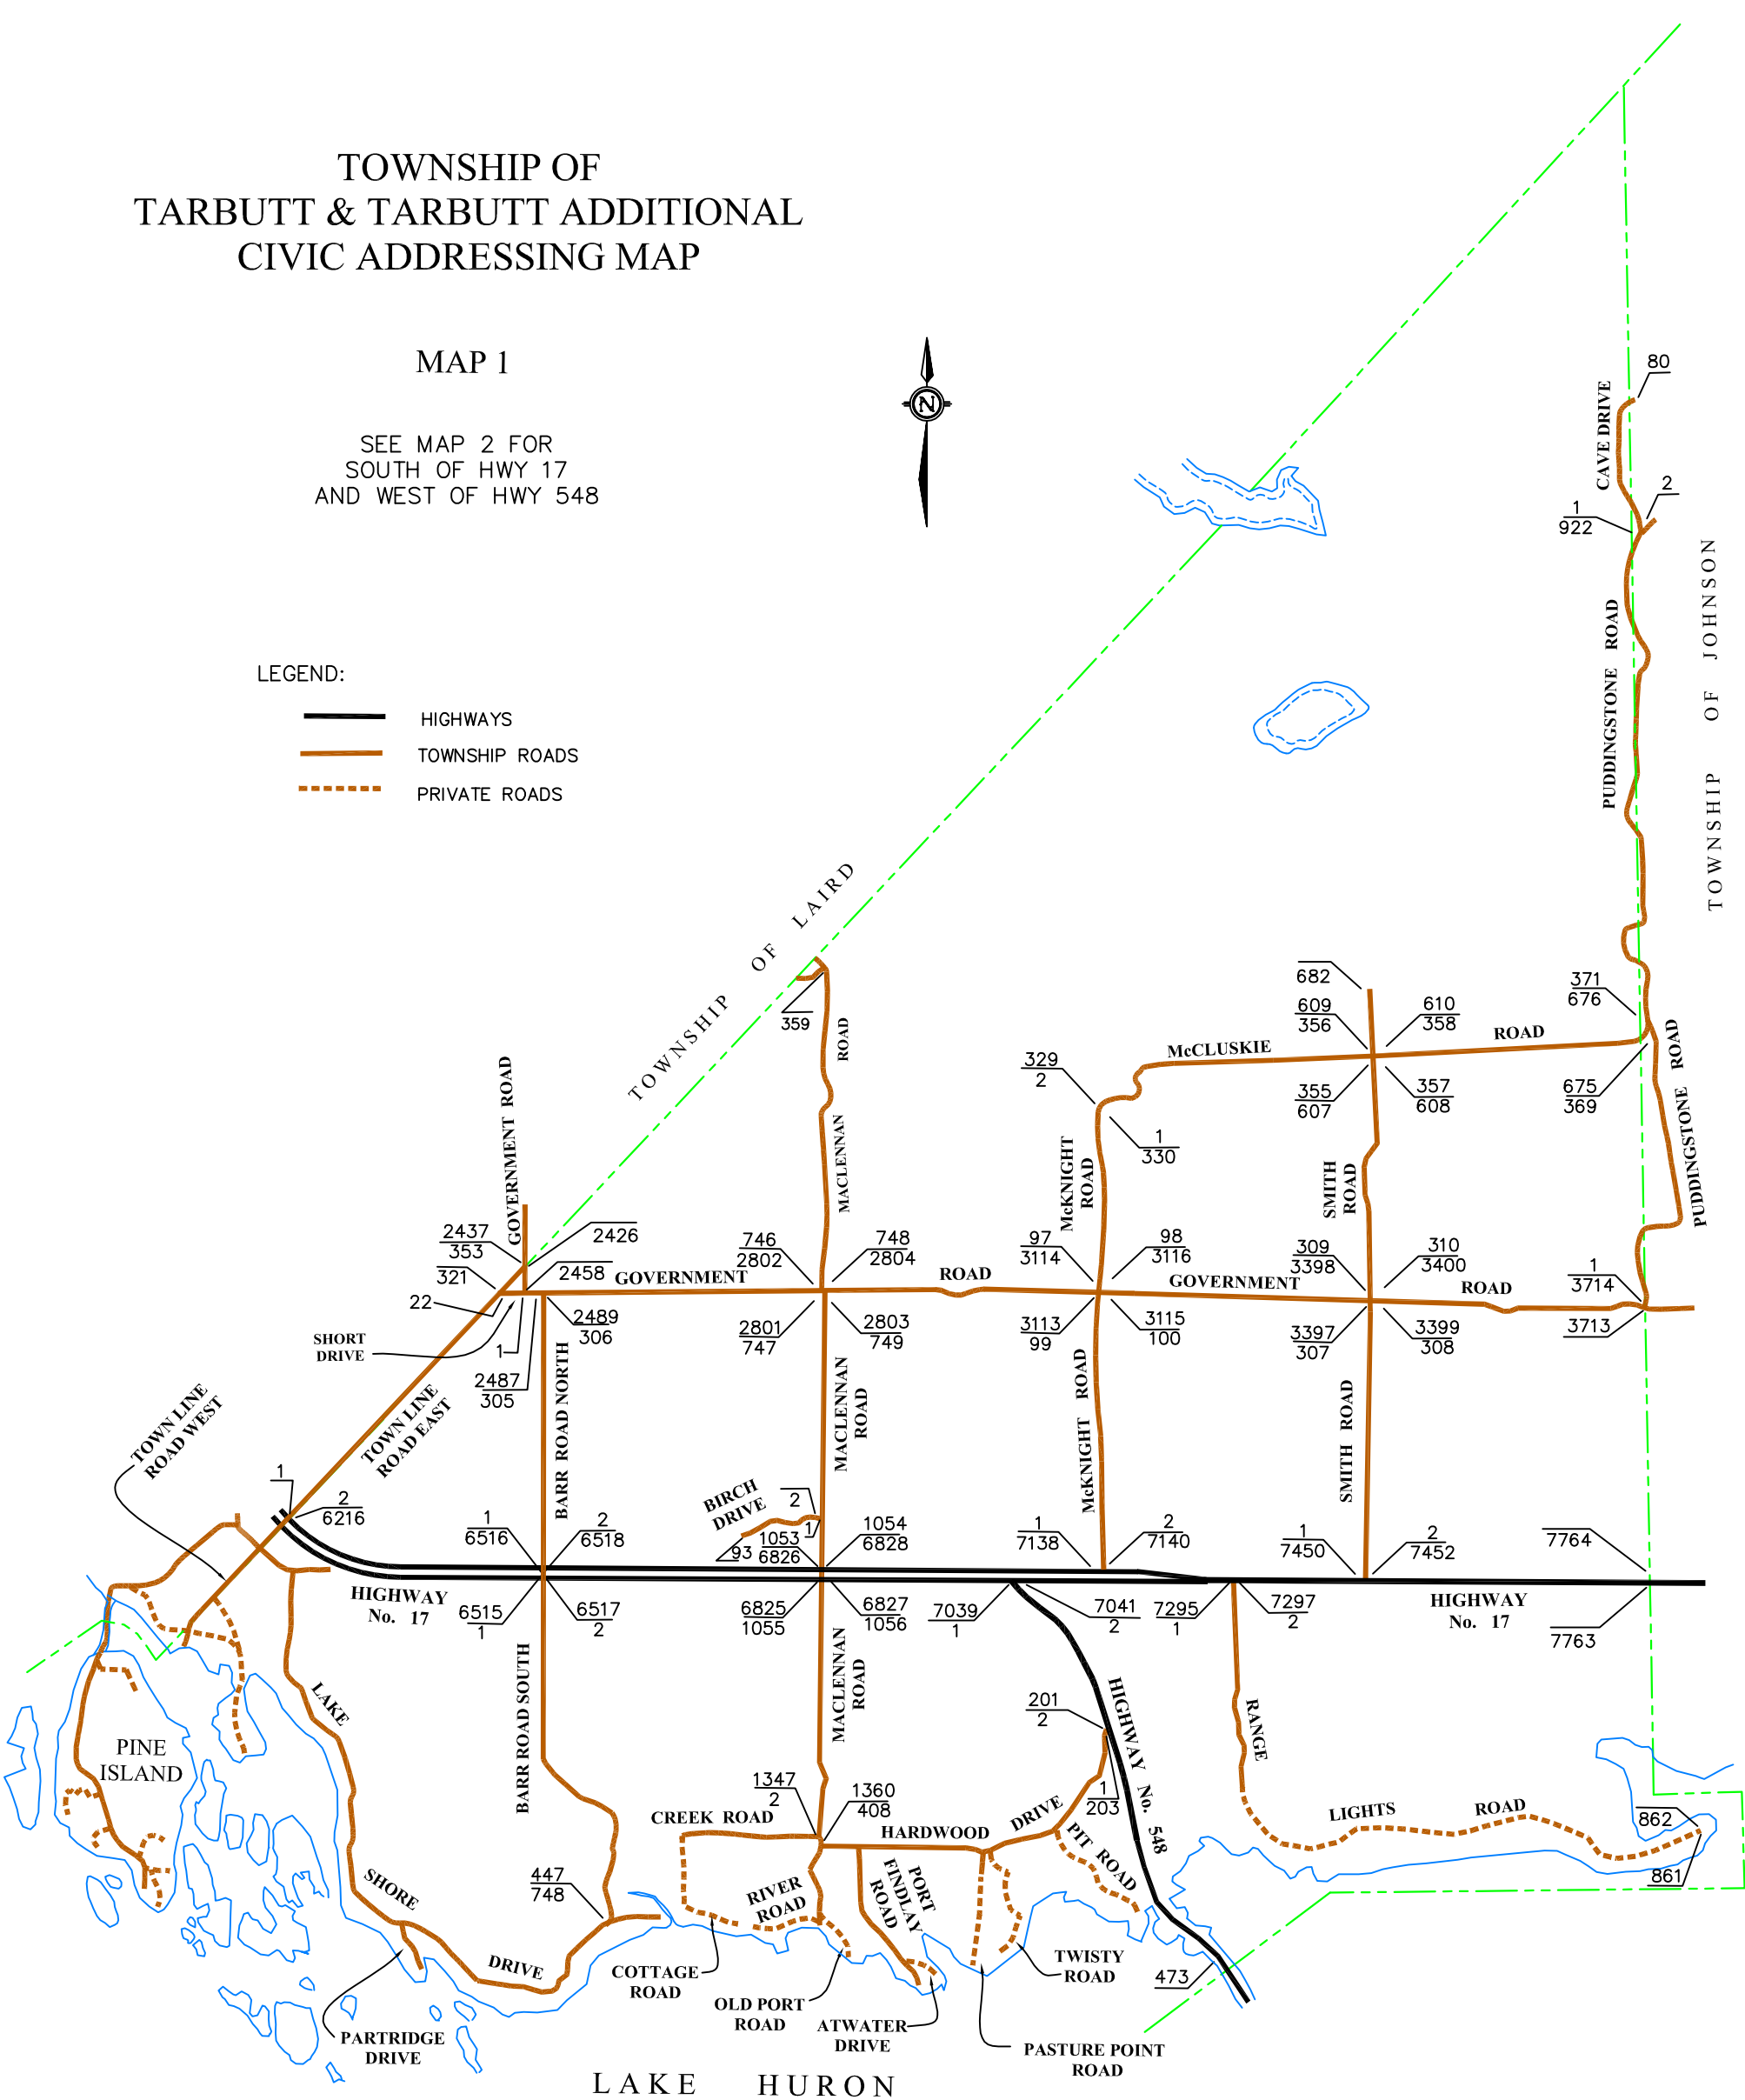 TOWNSHIP OF
TARBUTT & TARBUTT ADDITIONAL
CIVIC ADDRESSING MAP
MAP 1
SEE MAP 2 FOR
SOUTH OF HWY 17
AND WEST OF HWY 548
N
LEGEND:
HIGHWAYS
TOWNSHIP ROADS
PRIVATE ROADS
80
CAVE DRIVE
2
1
922
TOWNSHIP OF JOHNSON
PUDDINGSTONE ROAD
TOWNSHIP OF LAIRD
359
ROAD
MACLENNAN
682
609
356
610
358
371
676
McCLUSKIE
ROAD
329
2
355
607
357
608
675
369
PUDDINGSTONE ROAD
1
330
McKNIGHT
ROAD
SMITH
ROAD
GOVERNMENT ROAD
2437
353
2426
321
2458
22
746
2802
748
2804
97
3114
98
3116
309
3398
310
3400
1
3714
GOVERNMENT
ROAD
GOVERNMENT
ROAD
SHORT
DRIVE
1
2489
306
2487
305
2801
747
2803
749
3113
99
3115
100
3397
307
3399
308
3713
TOWN LINE
ROAD WEST
TOWN LINE
ROAD EAST
BARR ROAD NORTH
MACLENNAN
ROAD
McKNIGHT ROAD
SMITH ROAD
1
2
6216
1
6516
2
6518
BIRCH
DRIVE
2
1
93
1053
6826
1054
6828
1
7138
2
7140
1
7450
2
7452
7764
HIGHWAY
No. 17
6515
1
6517
2
6825
1055
6827
1056
7039
1
7041
2
7295
1
7297
2
HIGHWAY
No. 17
7763
BARR ROAD SOUTH
MACLENNAN
ROAD
LAKE
SHORE
DRIVE
PINE
ISLAND
201
2
1
203
HIGHWAY No. 548
RANGE
LIGHTS
ROAD
862
861
1347
2
1360
408
CREEK ROAD
HARDWOOD
DRIVE
PIT ROAD
447
748
RIVER
ROAD
PORT
FINDLAY
ROAD
TWISTY
ROAD
473
COTTAGE
ROAD
OLD PORT
ROAD
ATWATER
DRIVE
PASTURE POINT
ROAD
PARTRIDGE
DRIVE
LAKE HURON